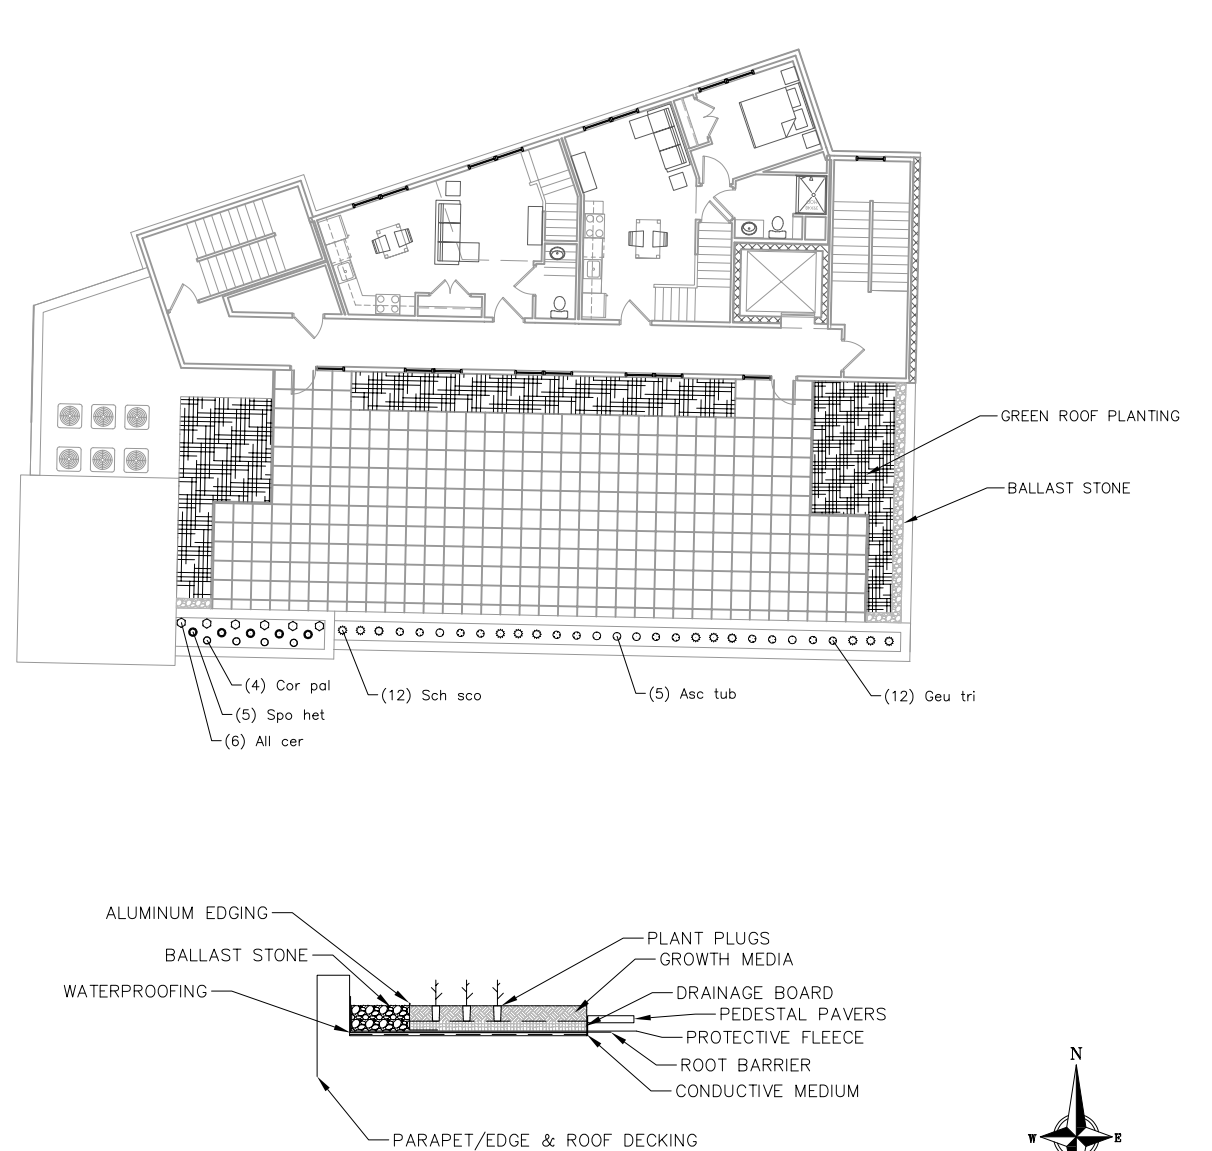 GREEN ROOF PLANTING
BALLAST STONE
(4) Cor pal
(12) Sch sco
(5) Asc tub
(12) Geu tri
(5) Spo het
(6) All cer
ALUMINUM EDGING
BALLAST STONE
WATERPROOFING
PLANT PLUGS
GROWTH MEDIA
DRAINAGE BOARD
PEDESTAL PAVERS
PROTECTIVE FLEECE
ROOT BARRIER
CONDUCTIVE MEDIUM
PARAPET/EDGE & ROOF DECKING
N
W
E